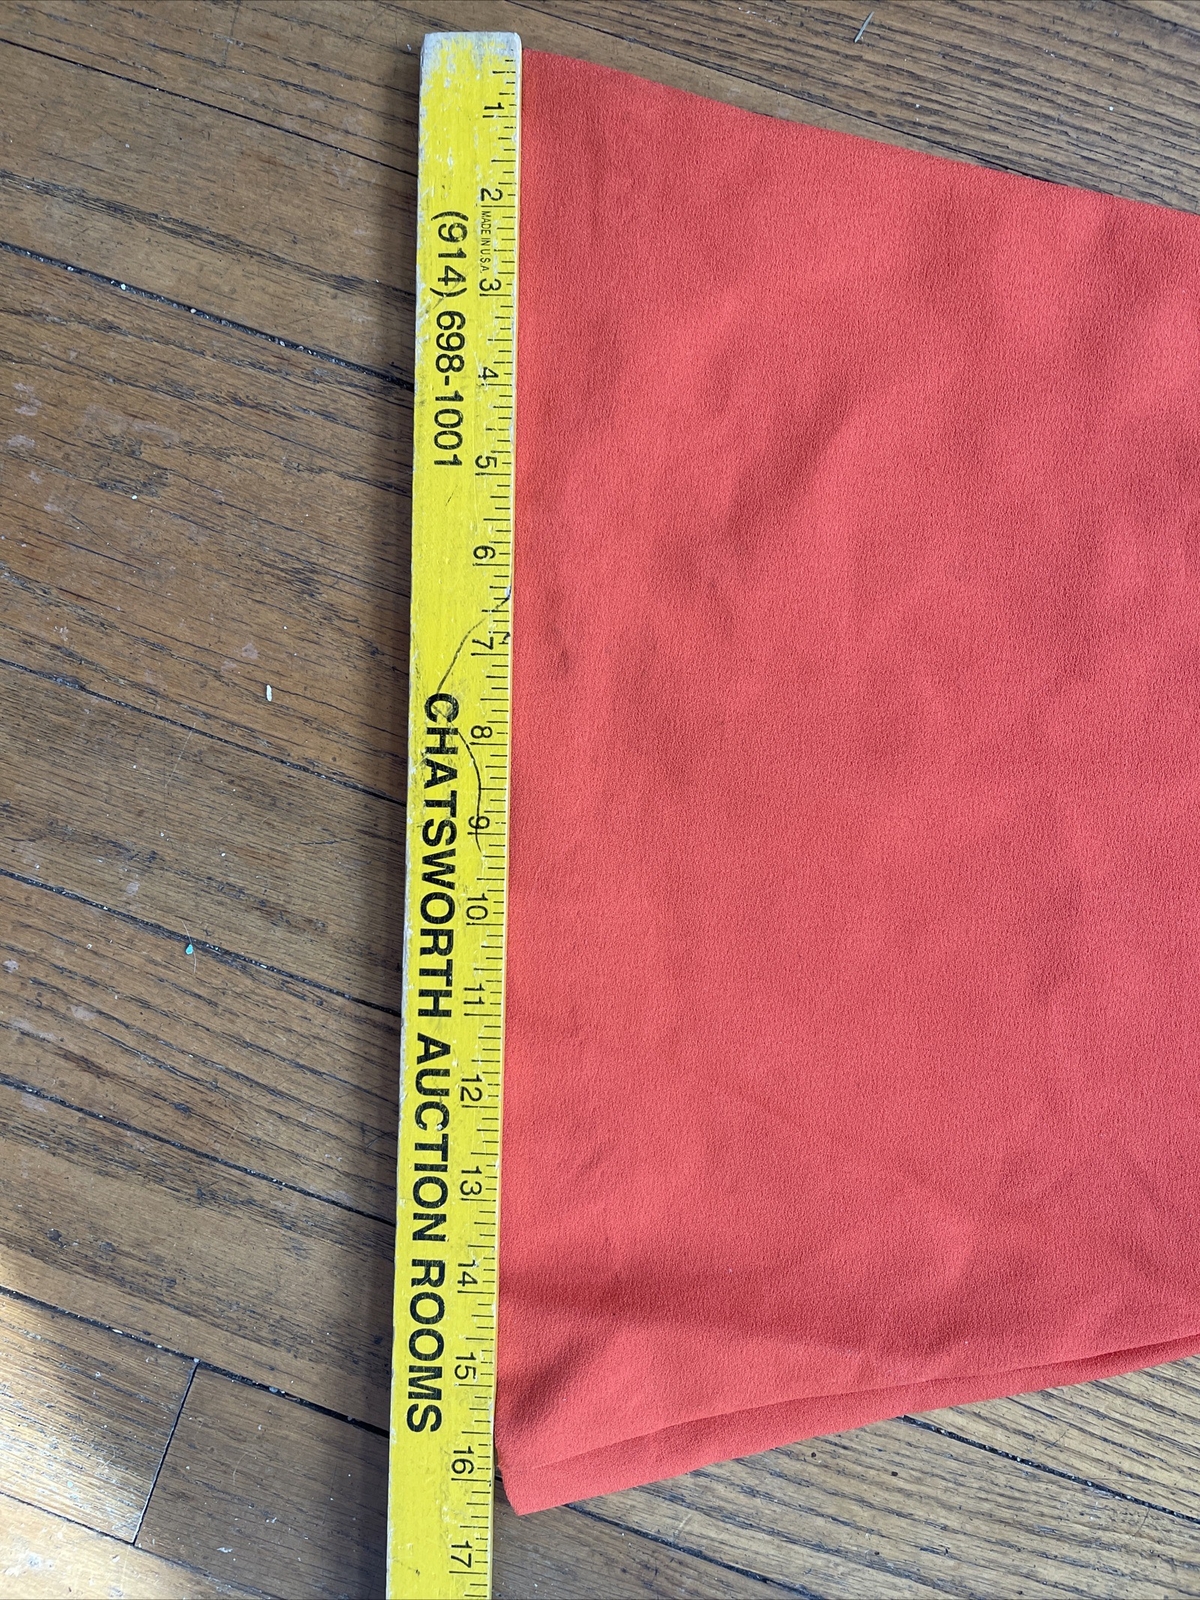 1 2 3 4 5 6 7 8 9 10 11 12 13 14 15 16 17
MADE IN U.S.A.
(914) 698-1001
CHATSWORTH AUCTION ROOMS